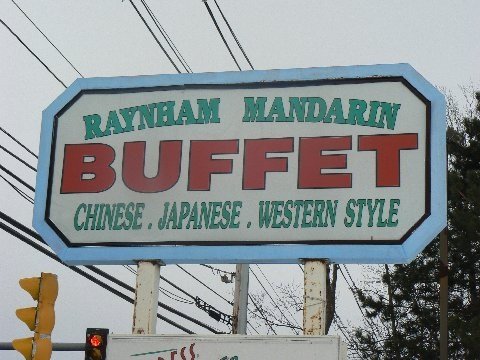 RAYNHAM MANDARIN
BUFFET
CHINESE . JAPANESE . WESTERN STYLE